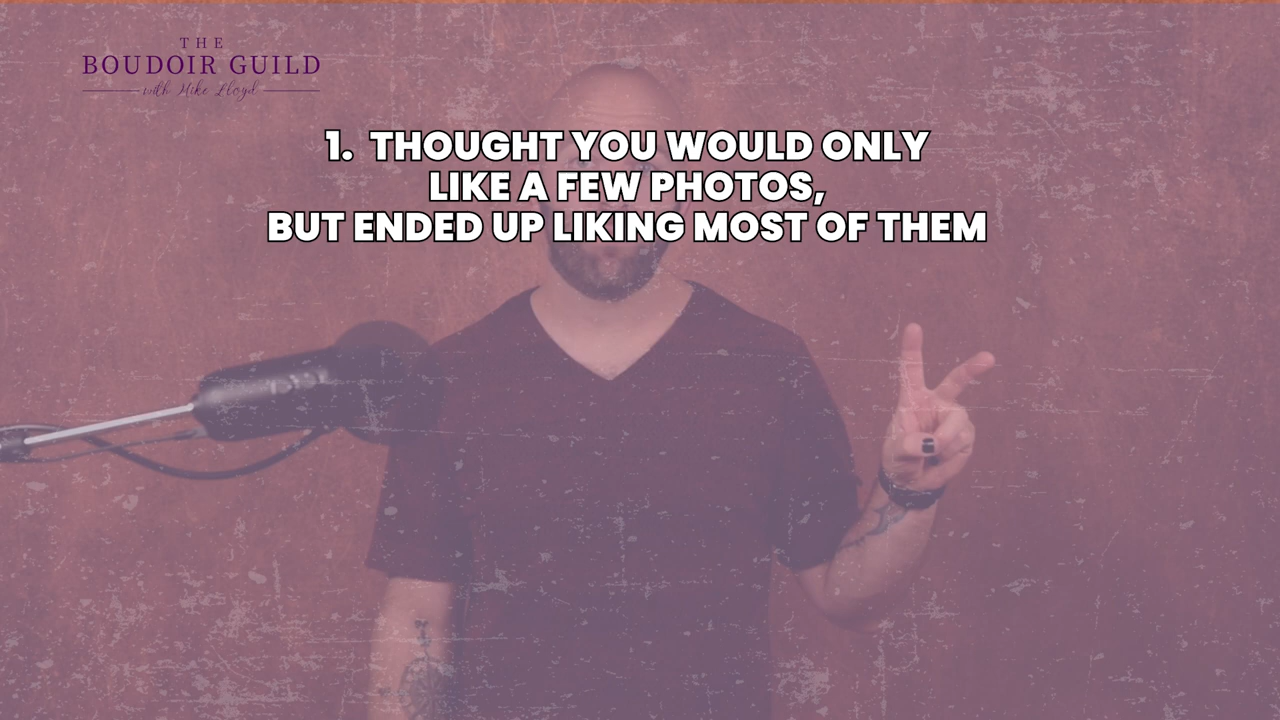 THE
BOUDOIR GUILD
with Mike Lloyd
1. THOUGHT YOU WOULD ONLY
LIKE A FEW PHOTOS,
BUT ENDED UP LIKING MOST OF THEM